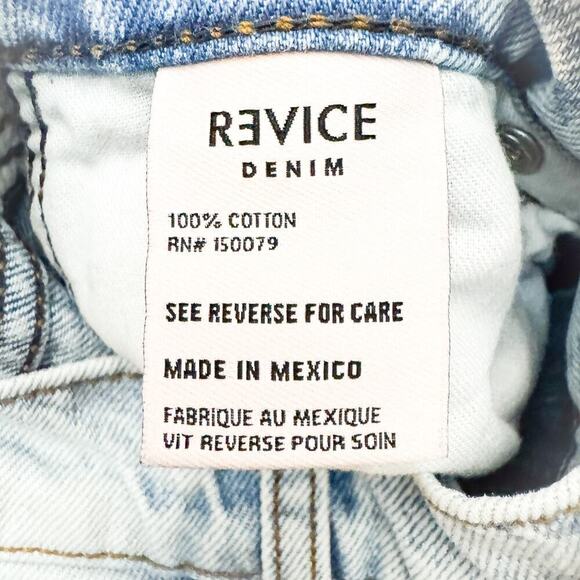 RƎVICE
DENIM
100% COTTON
RN# 150079
SEE REVERSE FOR CARE
MADE IN MEXICO
FABRIQUE AU MEXIQUE
VIT REVERSE POUR SOIN